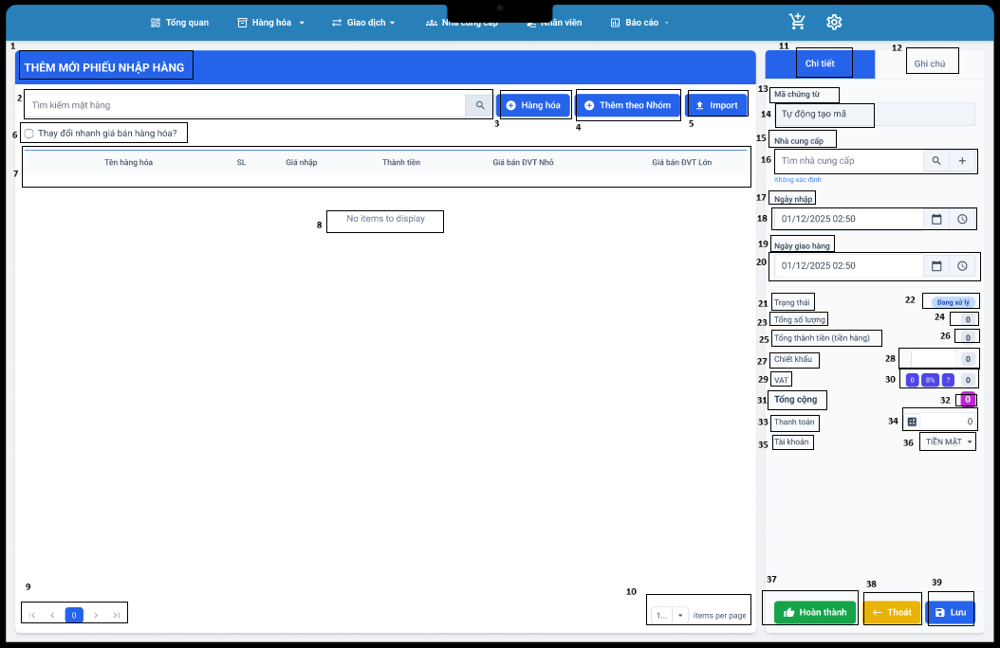 Tổng quan
Hàng hóa
Giao dịch
Nhà cung cấp
Nhân viên
Báo cáo
1
THÊM MỚI PHIẾU NHẬP HÀNG
2
Tìm kiếm mặt hàng
3
Hàng hóa
4
Thêm theo Nhóm
5
Import
6
Thay đổi nhanh giá bán hàng hóa?
7
Tên hàng hóa
SL
Giá nhập
Thành tiền
Giá bán ĐVT Nhỏ
Giá bán ĐVT Lớn
8
No items to display
9
0
10
1...
items per page
11
Chi tiết
12
Ghi chú
13
Mã chứng từ
14
Tự động tạo mã
15
Nhà cung cấp
16
Tìm nhà cung cấp
Không xác định
17
Ngày nhập
18
01/12/2025 02:50
19
Ngày giao hàng
20
01/12/2025 02:50
21
Trạng thái
22
Đang xử lý
23
Tổng số lượng
24
0
25
Tổng thành tiền (tiền hàng)
26
0
27
Chiết khấu
28
0
29
VAT
30
0
8%
?
0
31
Tổng cộng
32
0
33
Thanh toán
34
0
35
Tài khoản
36
TIỀN MẶT
37
Hoàn thành
38
Thoát
39
Lưu